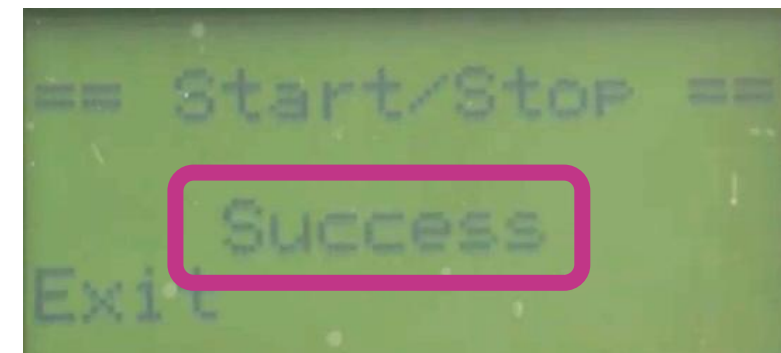 == Start/Stop ==
Success
Exit